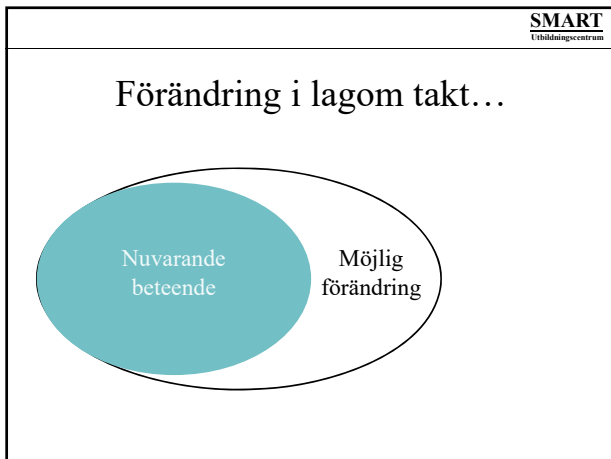 SMART
Utbildningscentrum
Förändring i lagom takt…
Nuvarande
beteende
Möjlig
förändring